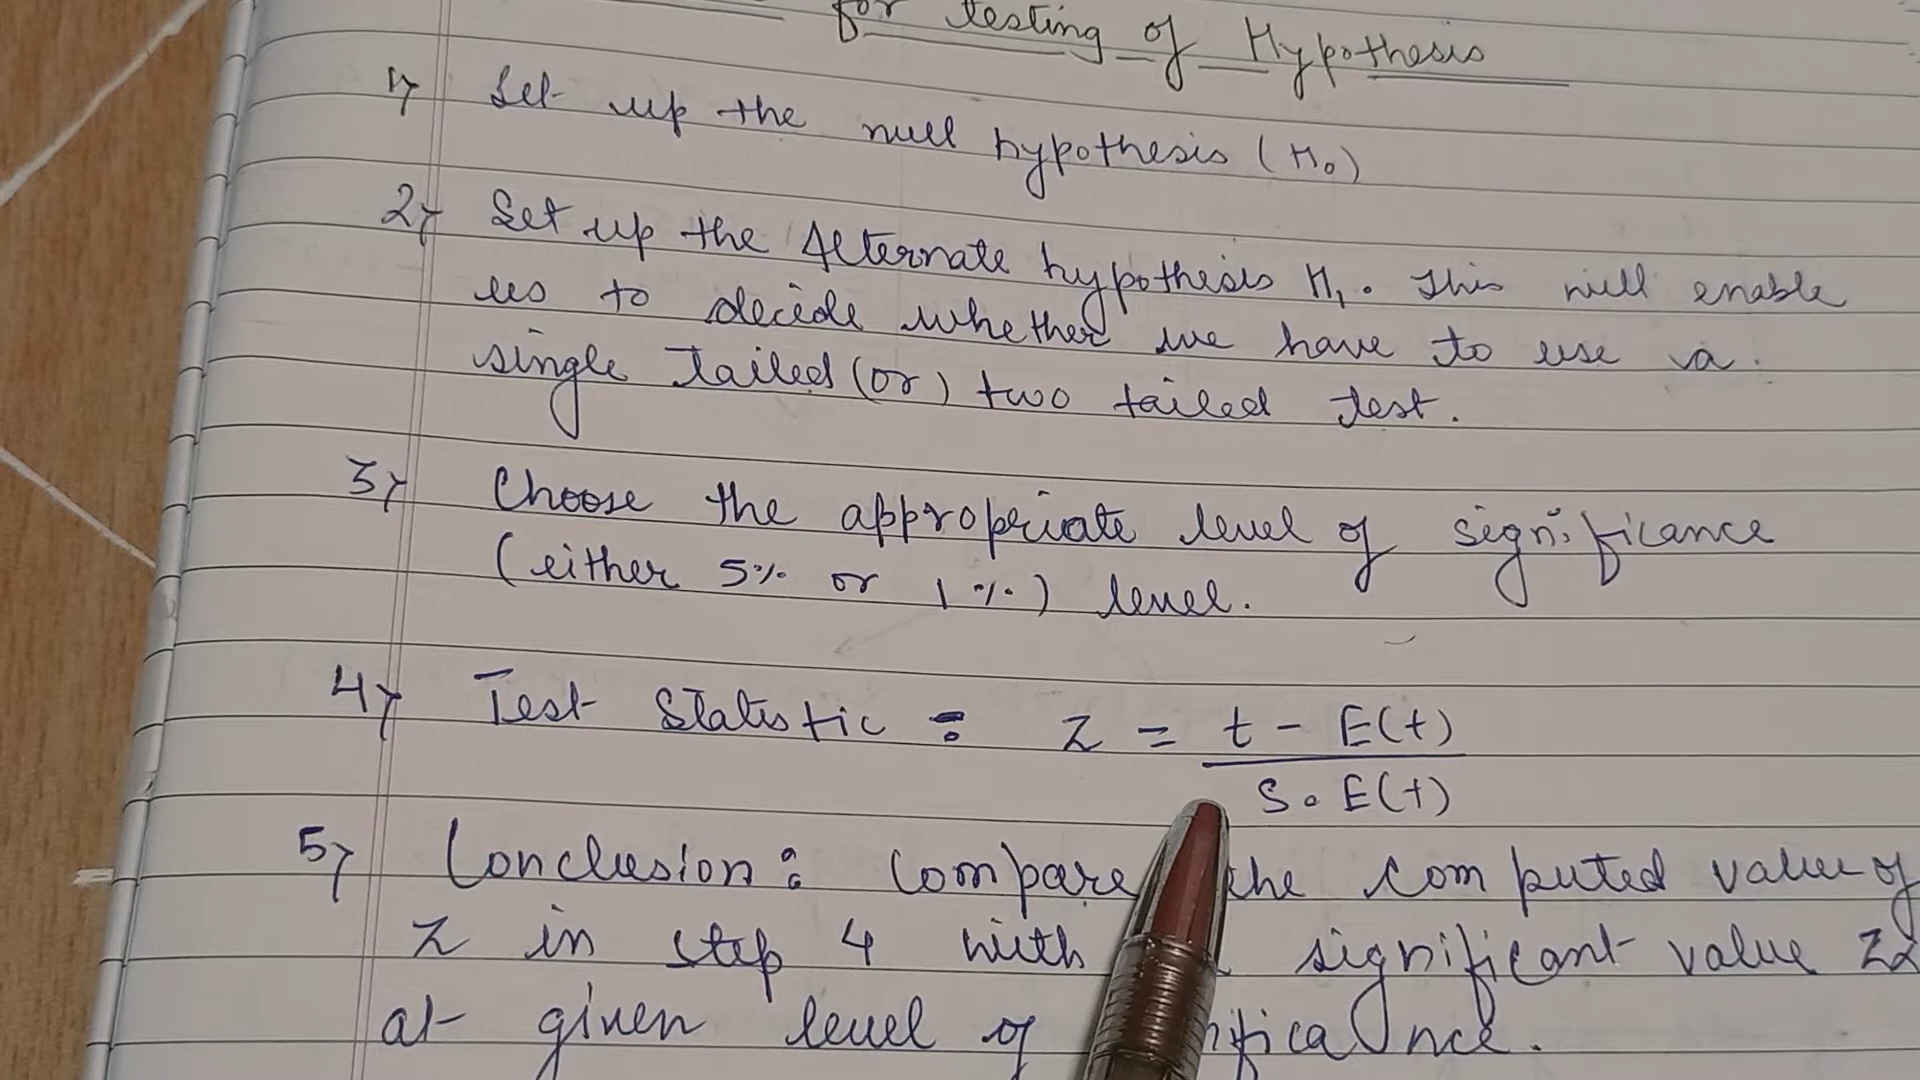 for testing of Hypothesis
1) Set up the null hypothesis (H₀)
2) Set up the Alternate hypothesis H₁. This will enable
us to decide whether we have to use a
single tailed (or) two tailed test.
3) Choose the appropriate level of significance
(either 5% or 1%) level.
4) Test Statistic : Z = t - E(t)
S.E(t)
5) Conclusion: Compare the computed value of
Z in step 4 with significant value Zα
at given level of significance.